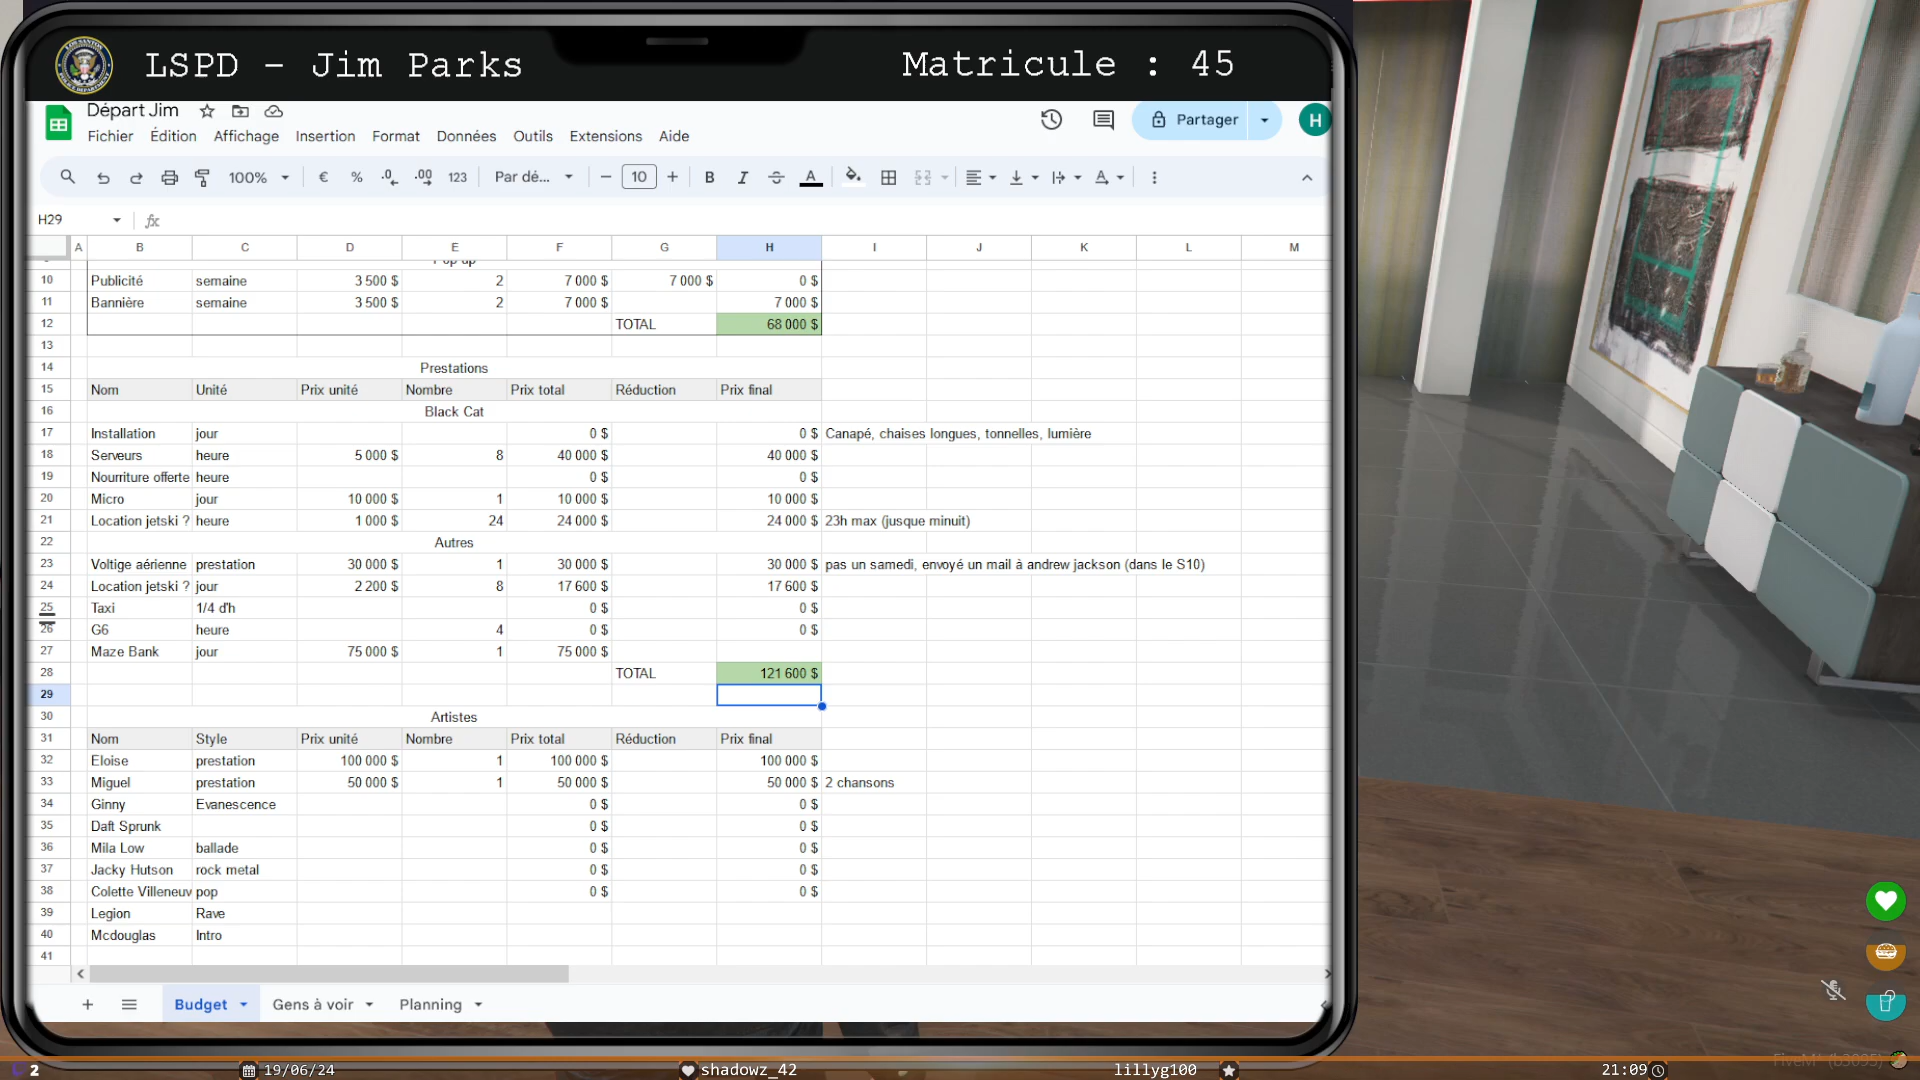 LSPD - Jim Parks
Matricule : 45
Départ Jim
Fichier Édition Affichage Insertion Format Données Outils Extensions Aide
Partager
H
100% € % .0 .00 123 Par dé... 10 B I A
H29
fx
A B C D E F G H I J K L M
Pop up
10 Publicité semaine 3 500 $ 2 7 000 $ 7 000 $ 0 $
11 Bannière semaine 3 500 $ 2 7 000 $ 7 000 $
12 TOTAL 68 000 $
13
14 Prestations
15 Nom Unité Prix unité Nombre Prix total Réduction Prix final
16 Black Cat
17 Installation jour 0 $ 0 $ Canapé, chaises longues, tonnelles, lumière
18 Serveurs heure 5 000 $ 8 40 000 $ 40 000 $
19 Nourriture offerte heure 0 $ 0 $
20 Micro jour 10 000 $ 1 10 000 $ 10 000 $
21 Location jetski ? heure 1 000 $ 24 24 000 $ 24 000 $ 23h max (jusque minuit)
22 Autres
23 Voltige aérienne prestation 30 000 $ 1 30 000 $ 30 000 $ pas un samedi, envoyé un mail à andrew jackson (dans le S10)
24 Location jetski ? jour 2 200 $ 8 17 600 $ 17 600 $
25 Taxi 1/4 d'h 0 $ 0 $
26 G6 heure 4 0 $ 0 $
27 Maze Bank jour 75 000 $ 1 75 000 $
28 TOTAL 121 600 $
29
30 Artistes
31 Nom Style Prix unité Nombre Prix total Réduction Prix final
32 Eloise prestation 100 000 $ 1 100 000 $ 100 000 $
33 Miguel prestation 50 000 $ 1 50 000 $ 50 000 $ 2 chansons
34 Ginny Evanescence 0 $ 0 $
35 Daft Sprunk 0 $ 0 $
36 Mila Low ballade 0 $ 0 $
37 Jacky Hutson rock metal 0 $ 0 $
38 Colette Villeneuv pop 0 $ 0 $
39 Legion Rave
40 Mcdouglas Intro
41
Budget Gens à voir Planning
FiveM (b3095)
2 19/06/24 shadowz_42 lillyg100 21:09